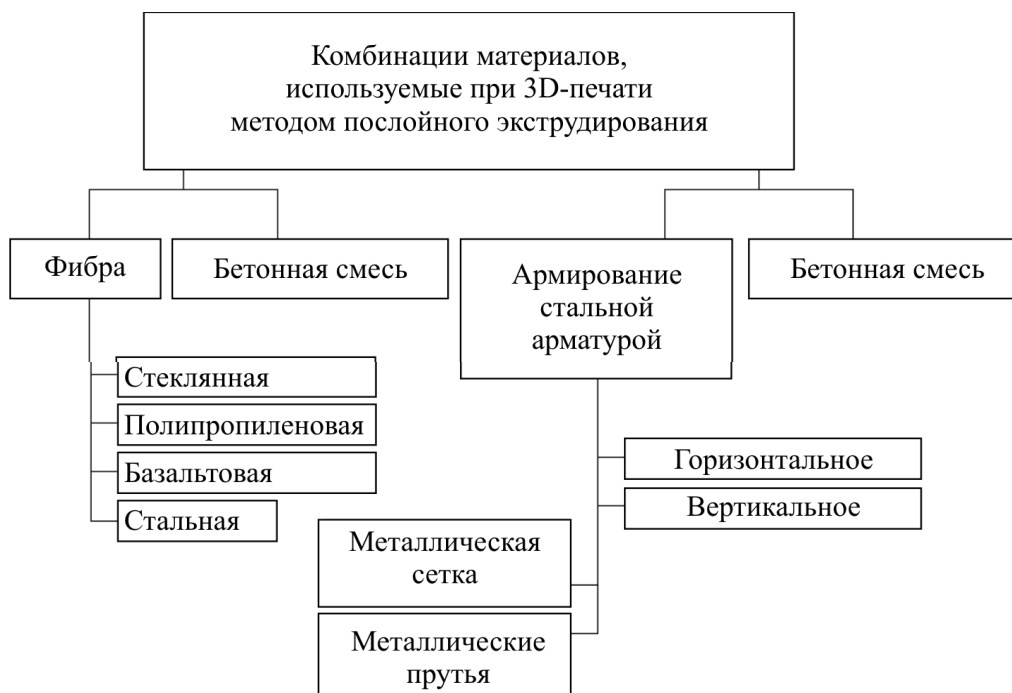 Комбинации материалов,
используемые при 3D-печати
методом послойного экструдирования
Фибра
Бетонная смесь
Армирование
стальной
арматурой
Бетонная смесь
Стеклянная
Полипропиленовая
Базальтовая
Стальная
Горизонтальное
Вертикальное
Металлическая
сетка
Металлические
прутья